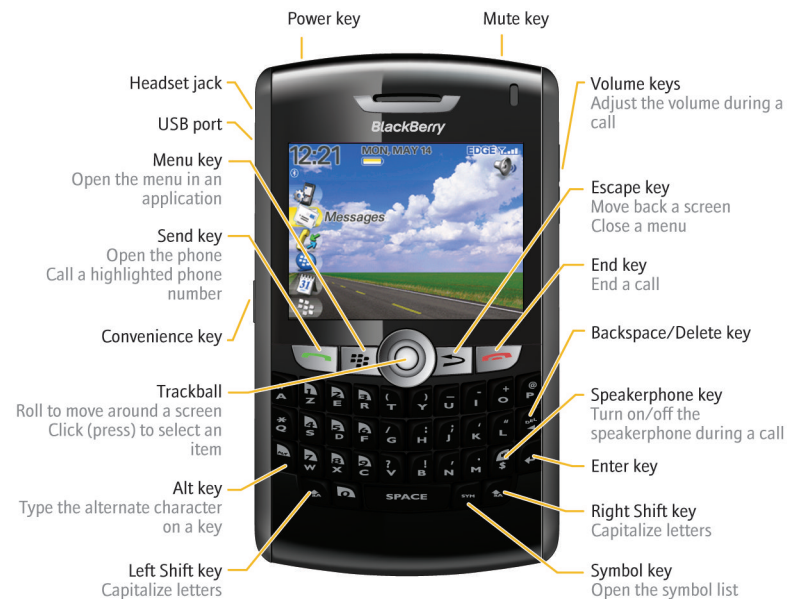 Power key
Mute key
Headset jack
USB port
Menu key
Open the menu in an
application
Send key
Open the phone
Call a highlighted phone
number
Convenience key
Trackball
Roll to move around a screen
Click (press) to select an
item
Alt key
Type the alternate character
on a key
Left Shift key
Capitalize letters
Volume keys
Adjust the volume during a
call
Escape key
Move back a screen
Close a menu
End key
End a call
Backspace/Delete key
Speakerphone key
Turn on/off the
speakerphone during a call
Enter key
Right Shift key
Capitalize letters
Symbol key
Open the symbol list
BlackBerry
12:21 MON, MAY 14 EDGE
Messages
31
A Z E R ( T ) Y _ U - I + O @ P
* Q S D F / G : H ; J ' K " L DEL
W X C ? V ! B , N . M $
0 SPACE SYM